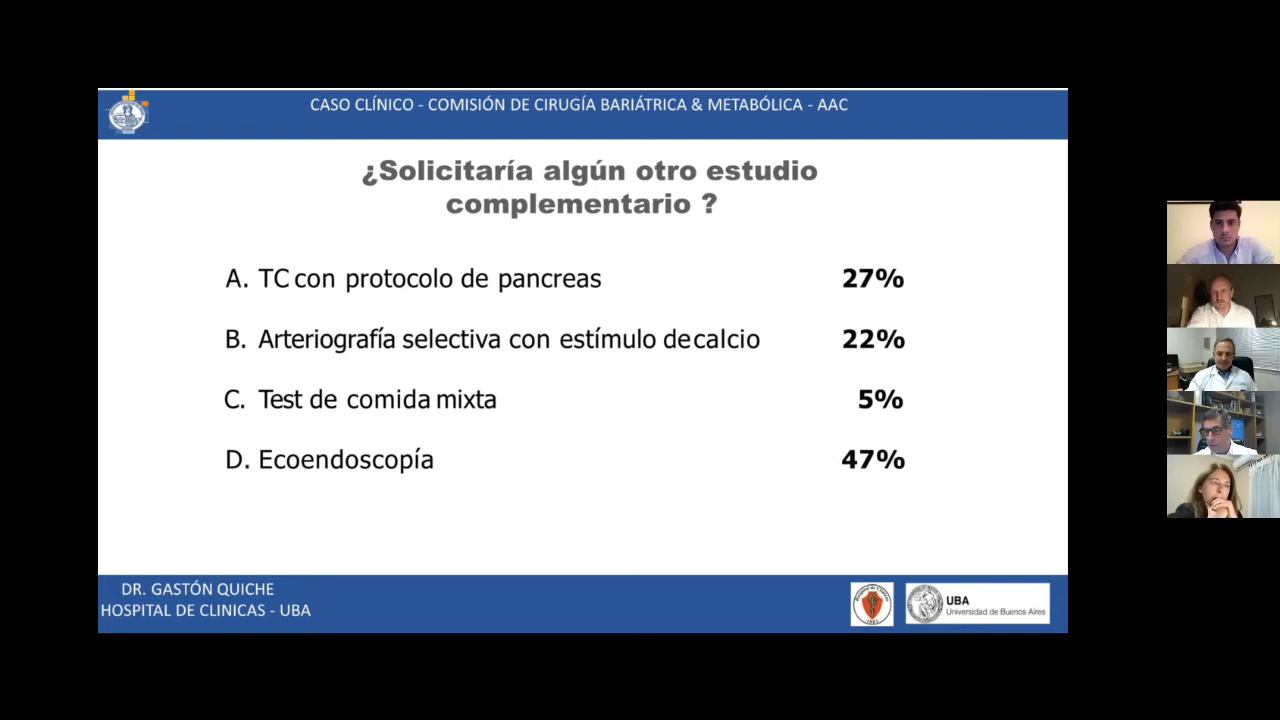 CASO CLÍNICO - COMISIÓN DE CIRUGÍA BARIÁTRICA & METABÓLICA - AAC
¿Solicitaría algún otro estudio
complementario ?
A. TC con protocolo de pancreas 27%
B. Arteriografía selectiva con estímulo de calcio 22%
C. Test de comida mixta 5%
D. Ecoendoscopía 47%
DR. GASTÓN QUICHE
HOSPITAL DE CLINICAS - UBA
UBA
Universidad de Buenos Aires